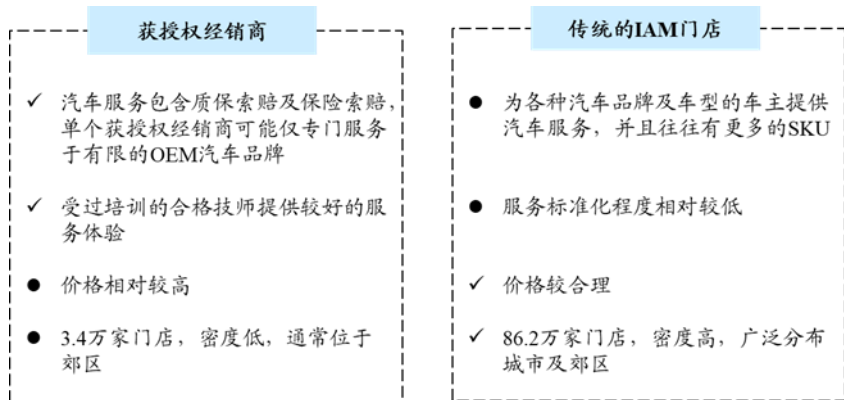 获授权经销商
✓ 汽车服务包含质保索赔及保险索赔，
单个获授权经销商可能仅专门服务
于有限的OEM汽车品牌
✓ 受过培训的合格技师提供较好的服
务体验
● 价格相对较高
● 3.4万家门店，密度低，通常位于
郊区
传统的IAM门店
● 为各种汽车品牌及车型的车主提供
汽车服务，并且往往有更多的SKU
● 服务标准化程度相对较低
✓ 价格较合理
✓ 86.2万家门店，密度高，广泛分布
城市及郊区